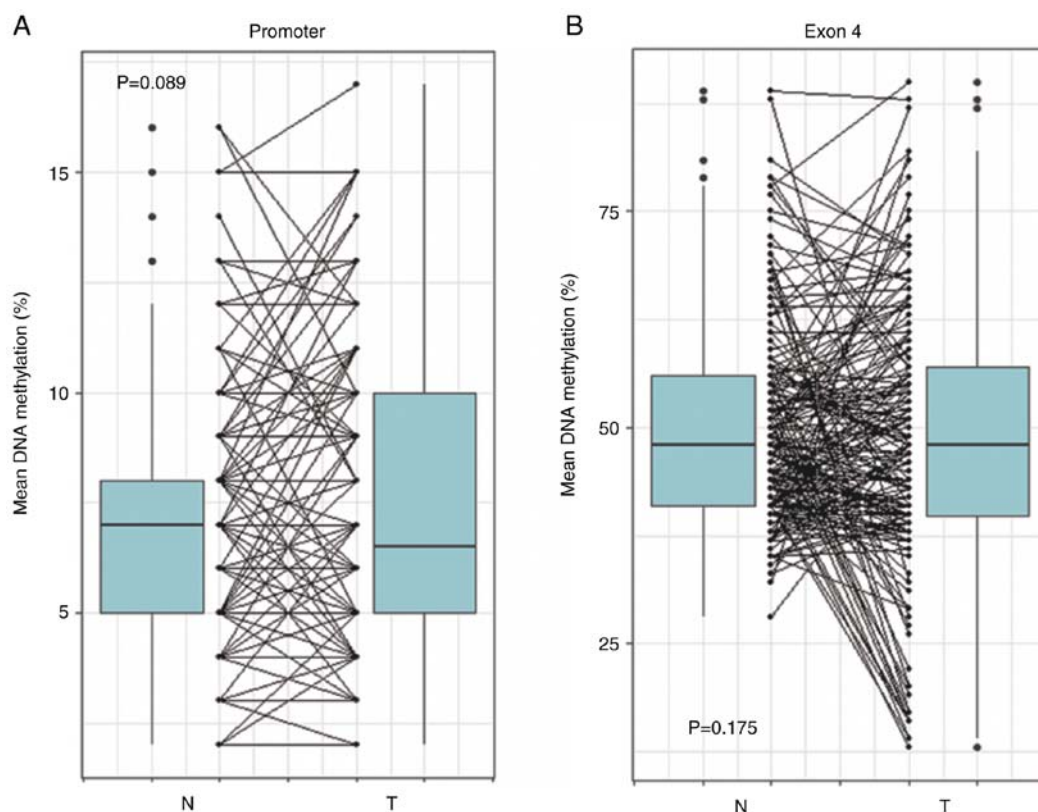 A
Promoter
P=0.089
Mean DNA methylation (%)
15
10
5
N
T
B
Exon 4
Mean DNA methylation (%)
75
50
25
P=0.175
N
T